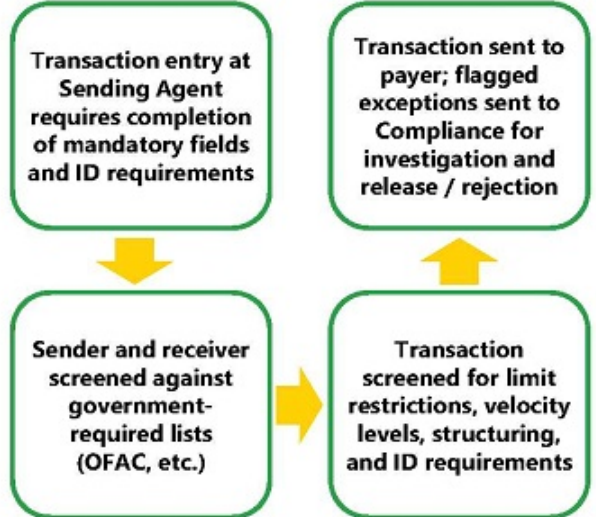 Transaction entry at
Sending Agent
requires completion
of mandatory fields
and ID requirements
Sender and receiver
screened against
government-
required lists
(OFAC, etc.)
Transaction
screened for limit
restrictions, velocity
levels, structuring,
and ID requirements
Transaction sent to
payer; flagged
exceptions sent to
Compliance for
investigation and
release / rejection